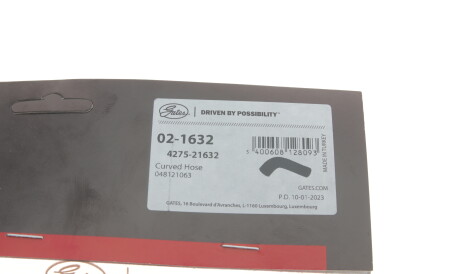 Gates
DRIVEN BY POSSIBILITY™
02-1632
4275-21632
Curved Hose
048121063
5 400608 128093
MADE IN TURKEY
GATES.COM
P.D. 10-01-2023
GATES, 16 Boulevard d'Avranches, L-1160 Luxembourg, Luxembourg
Gates